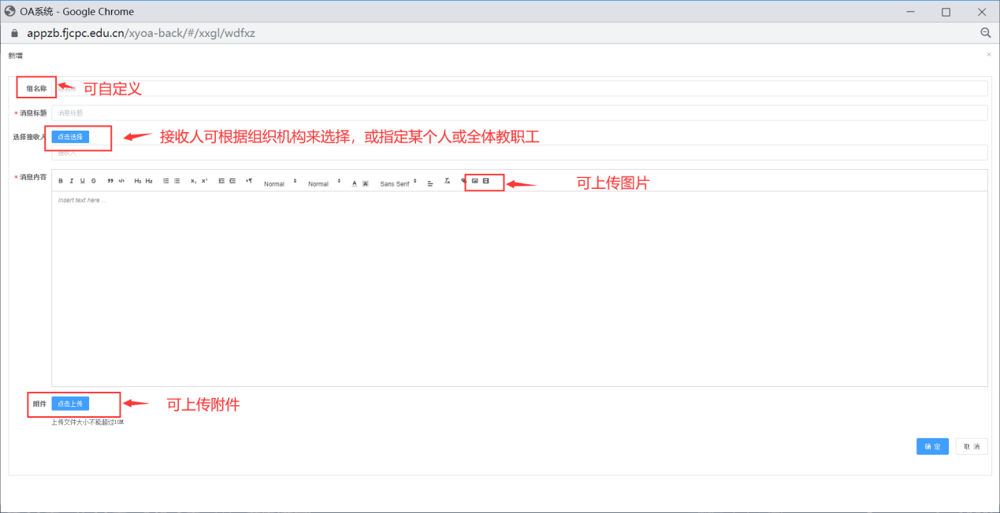 OA系统 - Google Chrome
appzb.fjcpc.edu.cn/xyoa-back/#/xxgl/wdfxz
新增
组名称 可自定义
* 消息标题 消息标题
选择接收人 点击选择 接收人可根据组织机构来选择，或指定某个人或全体教职工
接收人
* 消息内容 B I U S H1 H2 Normal Normal Sans Serif 可上传图片
Insert text here ...
附件 点击上传 可上传附件
上传文件大小不能超过10M
确 定 取 消